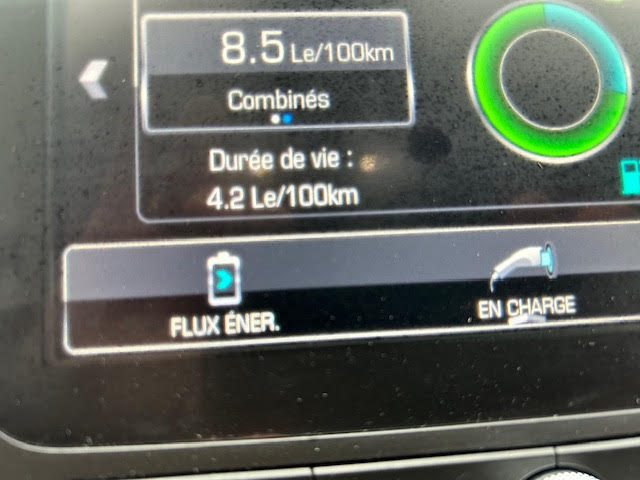 8.5 Le/100km
Combinés
Durée de vie :
4.2 Le/100km
FLUX ÉNER.
EN CHARGE